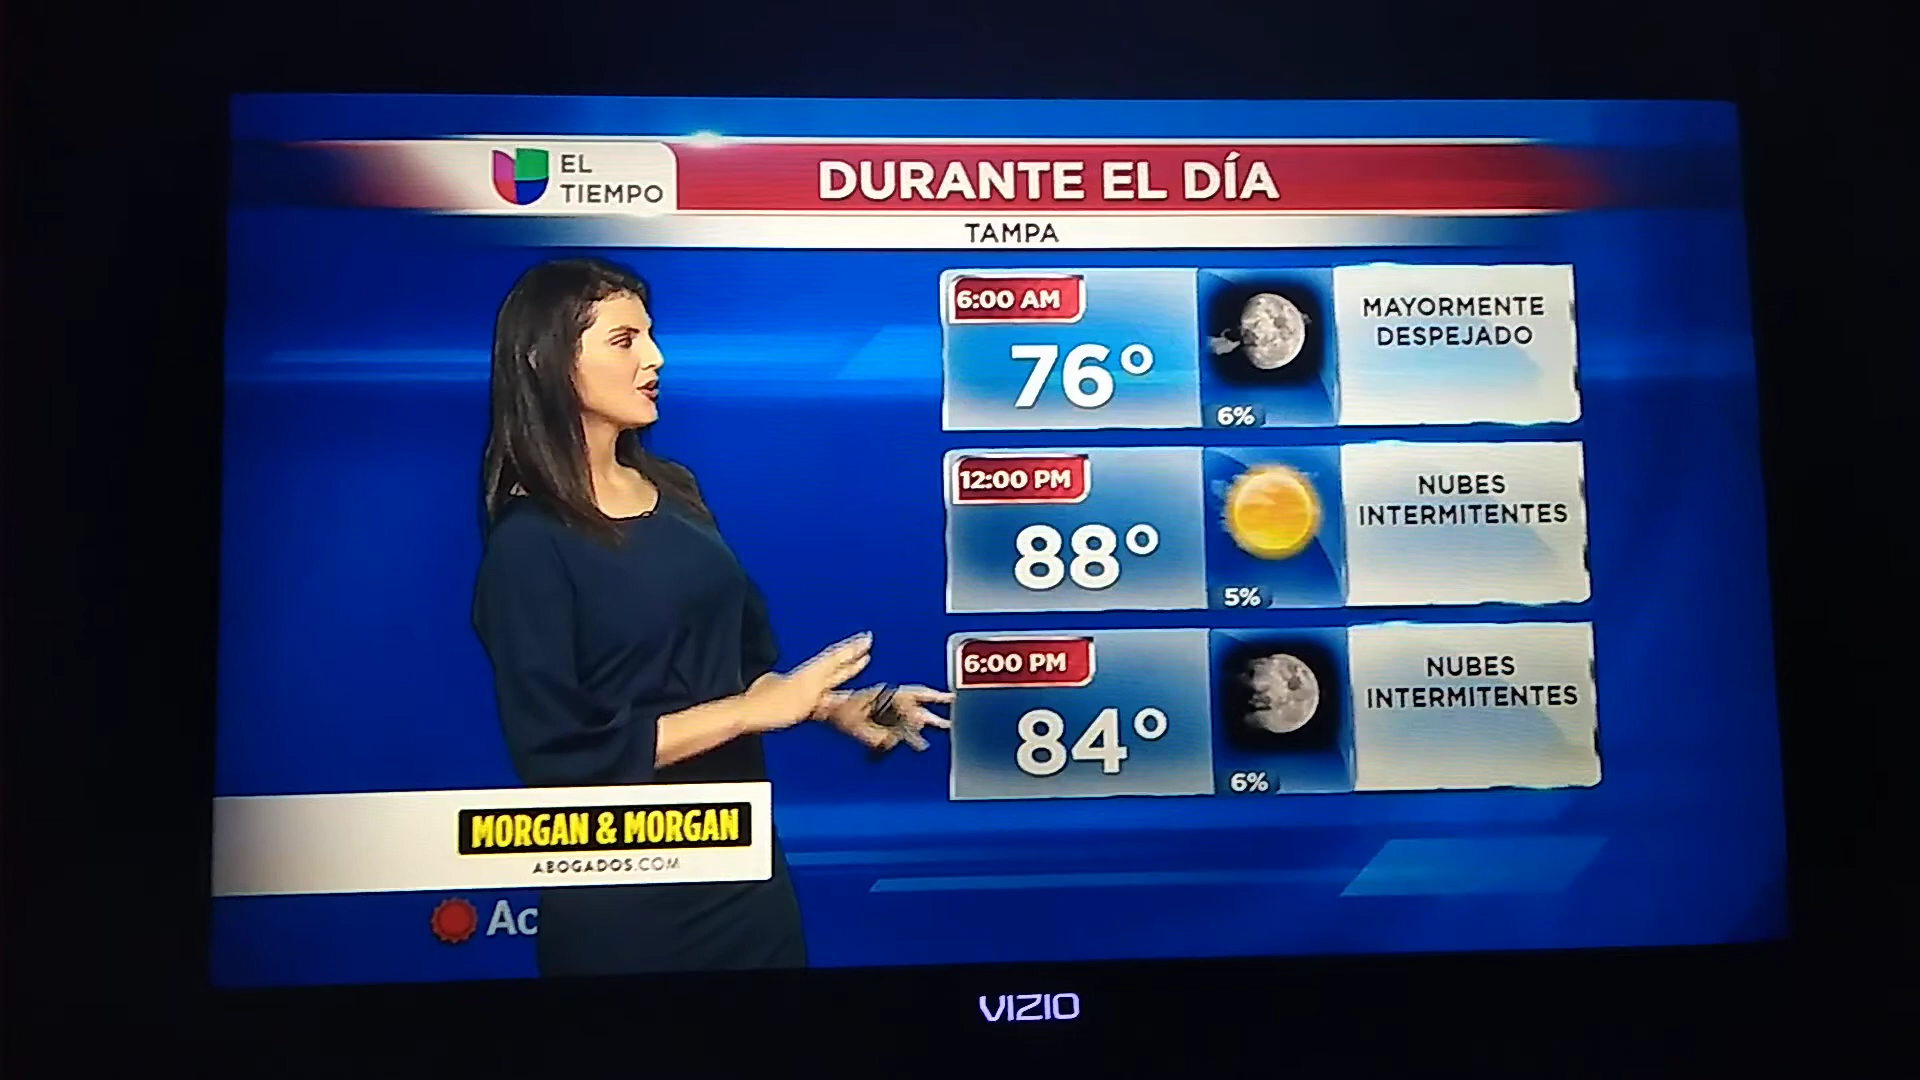 EL
TIEMPO
DURANTE EL DÍA
TAMPA
6:00 AM
76°
6%
MAYORMENTE
DESPEJADO
12:00 PM
88°
5%
NUBES
INTERMITENTES
6:00 PM
84°
6%
NUBES
INTERMITENTES
MORGAN & MORGAN
ABOGADOS.COM
Ac
VIZIO